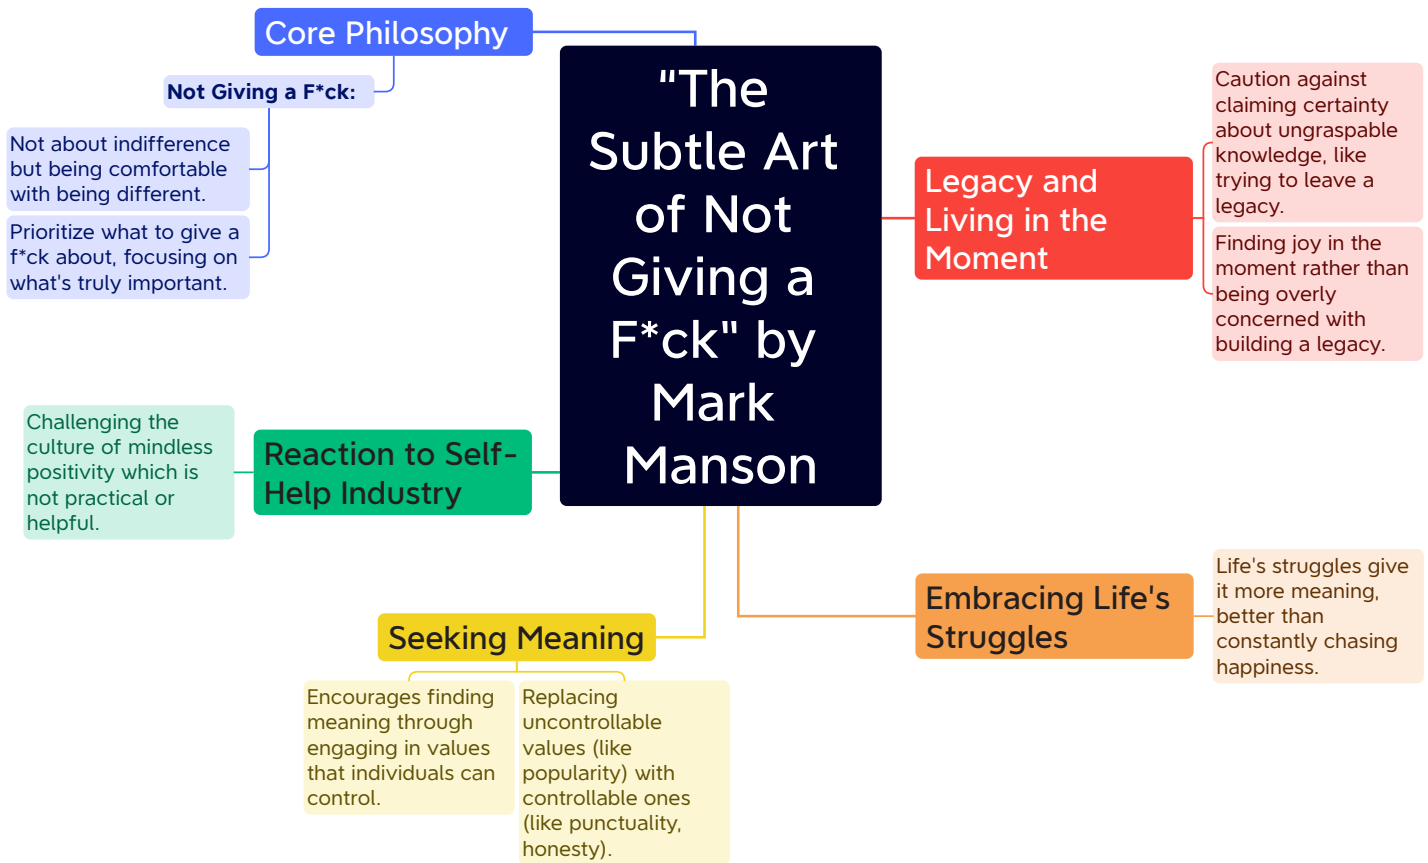 Core Philosophy
Not Giving a F*ck:
Not about indifference
but being comfortable
with being different.
Prioritize what to give a
f*ck about, focusing on
what's truly important.
"The
Subtle Art
of Not
Giving a
F*ck" by
Mark
Manson
Legacy and
Living in the
Moment
Caution against
claiming certainty
about ungraspable
knowledge, like
trying to leave a
legacy.
Finding joy in the
moment rather than
being overly
concerned with
building a legacy.
Challenging the
culture of mindless
positivity which is
not practical or
helpful.
Reaction to Self-
Help Industry
Embracing Life's
Struggles
Life's struggles give
it more meaning,
better than
constantly chasing
happiness.
Seeking Meaning
Encourages finding
meaning through
engaging in values
that individuals can
control.
Replacing
uncontrollable
values (like
popularity) with
controllable ones
(like punctuality,
honesty).